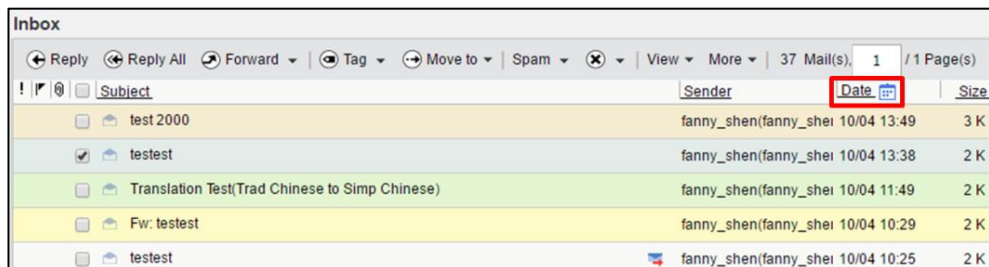 Inbox
Reply Reply All Forward Tag Move to Spam View More 37 Mail(s), 1 / 1 Page(s)
! Subject Sender Date Size
test 2000 fanny_shen(fanny_shei 10/04 13:49 3 K
testest fanny_shen(fanny_shei 10/04 13:38 2 K
Translation Test(Trad Chinese to Simp Chinese) fanny_shen(fanny_shei 10/04 11:49 2 K
Fw: testest fanny_shen(fanny_shei 10/04 10:29 2 K
testest fanny_shen(fanny_shei 10/04 10:25 2 K